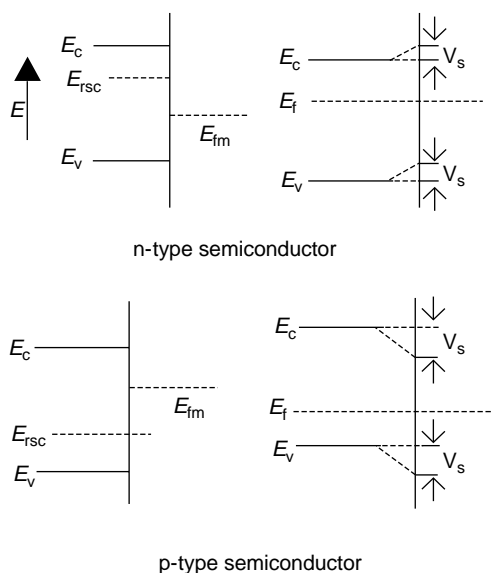 E
Ec
Ersc
Efm
Ev
Ec
Vs
Ef
Ev
Vs
n-type semiconductor
Ec
Efm
Ersc
Ev
Ec
Vs
Ef
Ev
Vs
p-type semiconductor